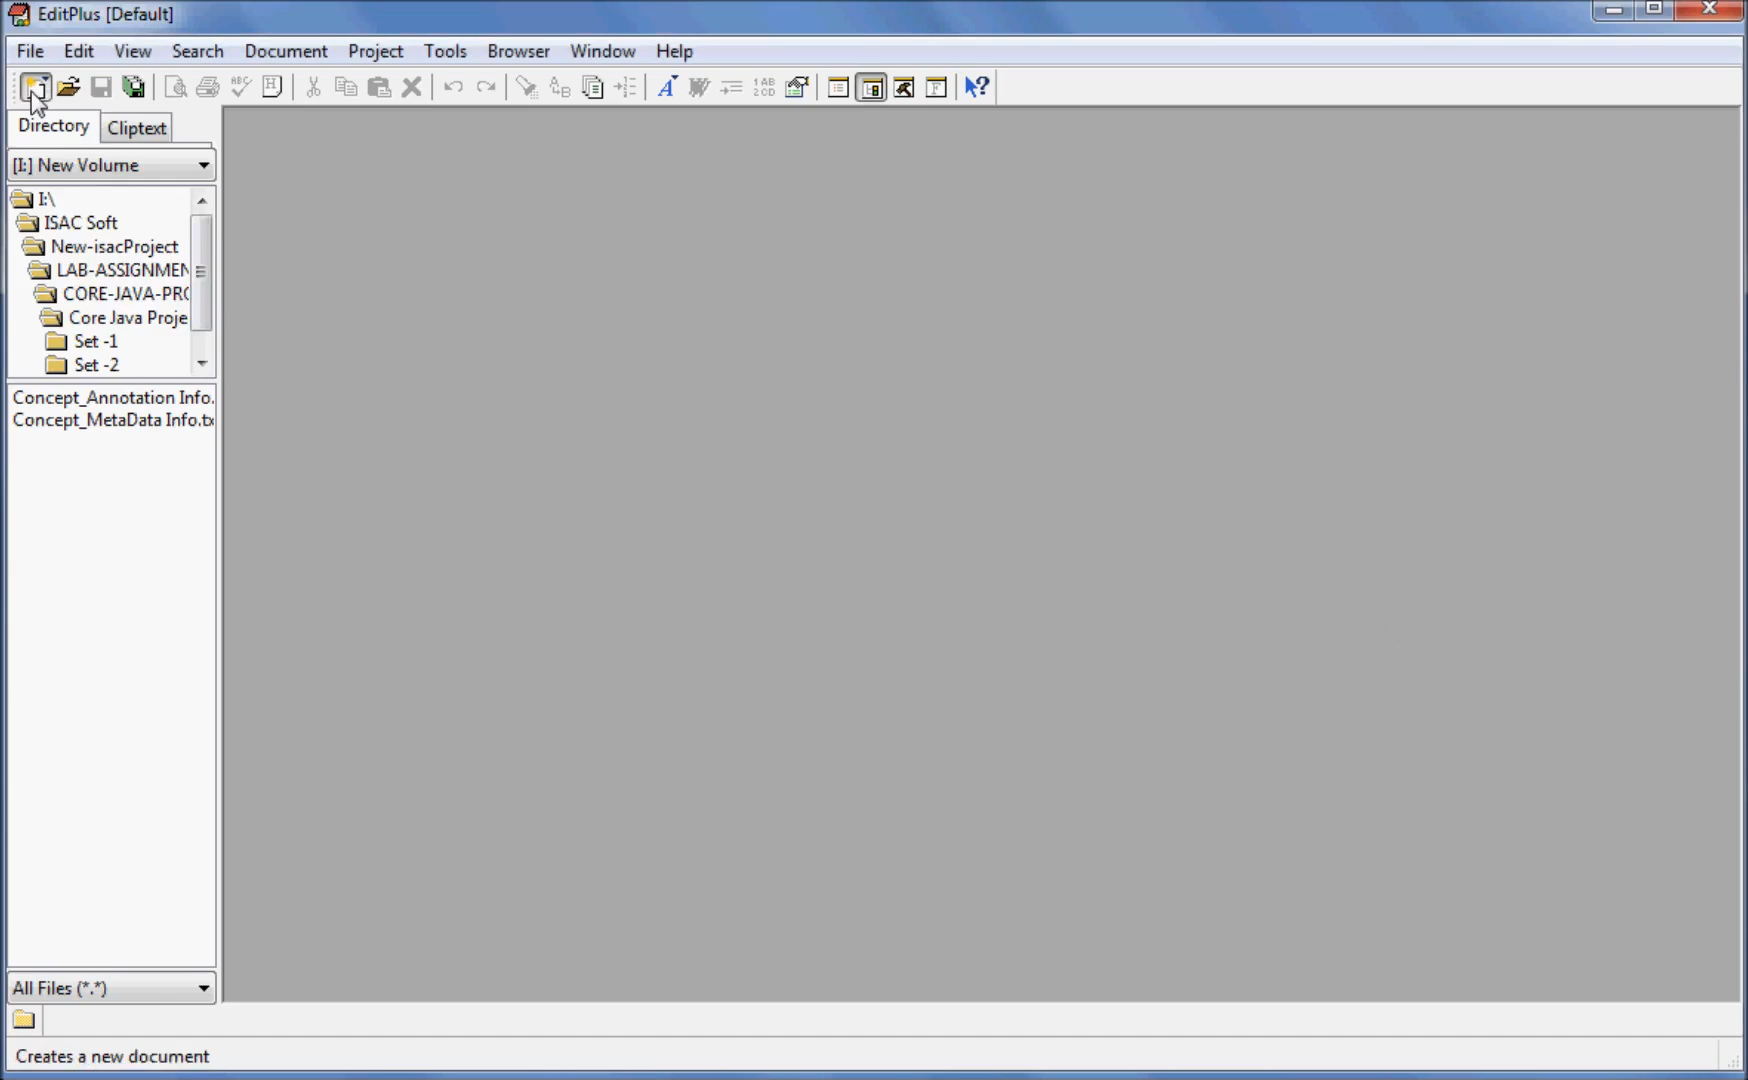 EditPlus [Default]
File Edit View Search Document Project Tools Browser Window Help
Directory Cliptext
[I:] New Volume
I:\
ISAC Soft
New-isacProject
LAB-ASSIGNMEN
CORE-JAVA-PRO
Core Java Proje
Set -1
Set -2
Concept_Annotation Info.
Concept_MetaData Info.tx
All Files (*.*)
Creates a new document